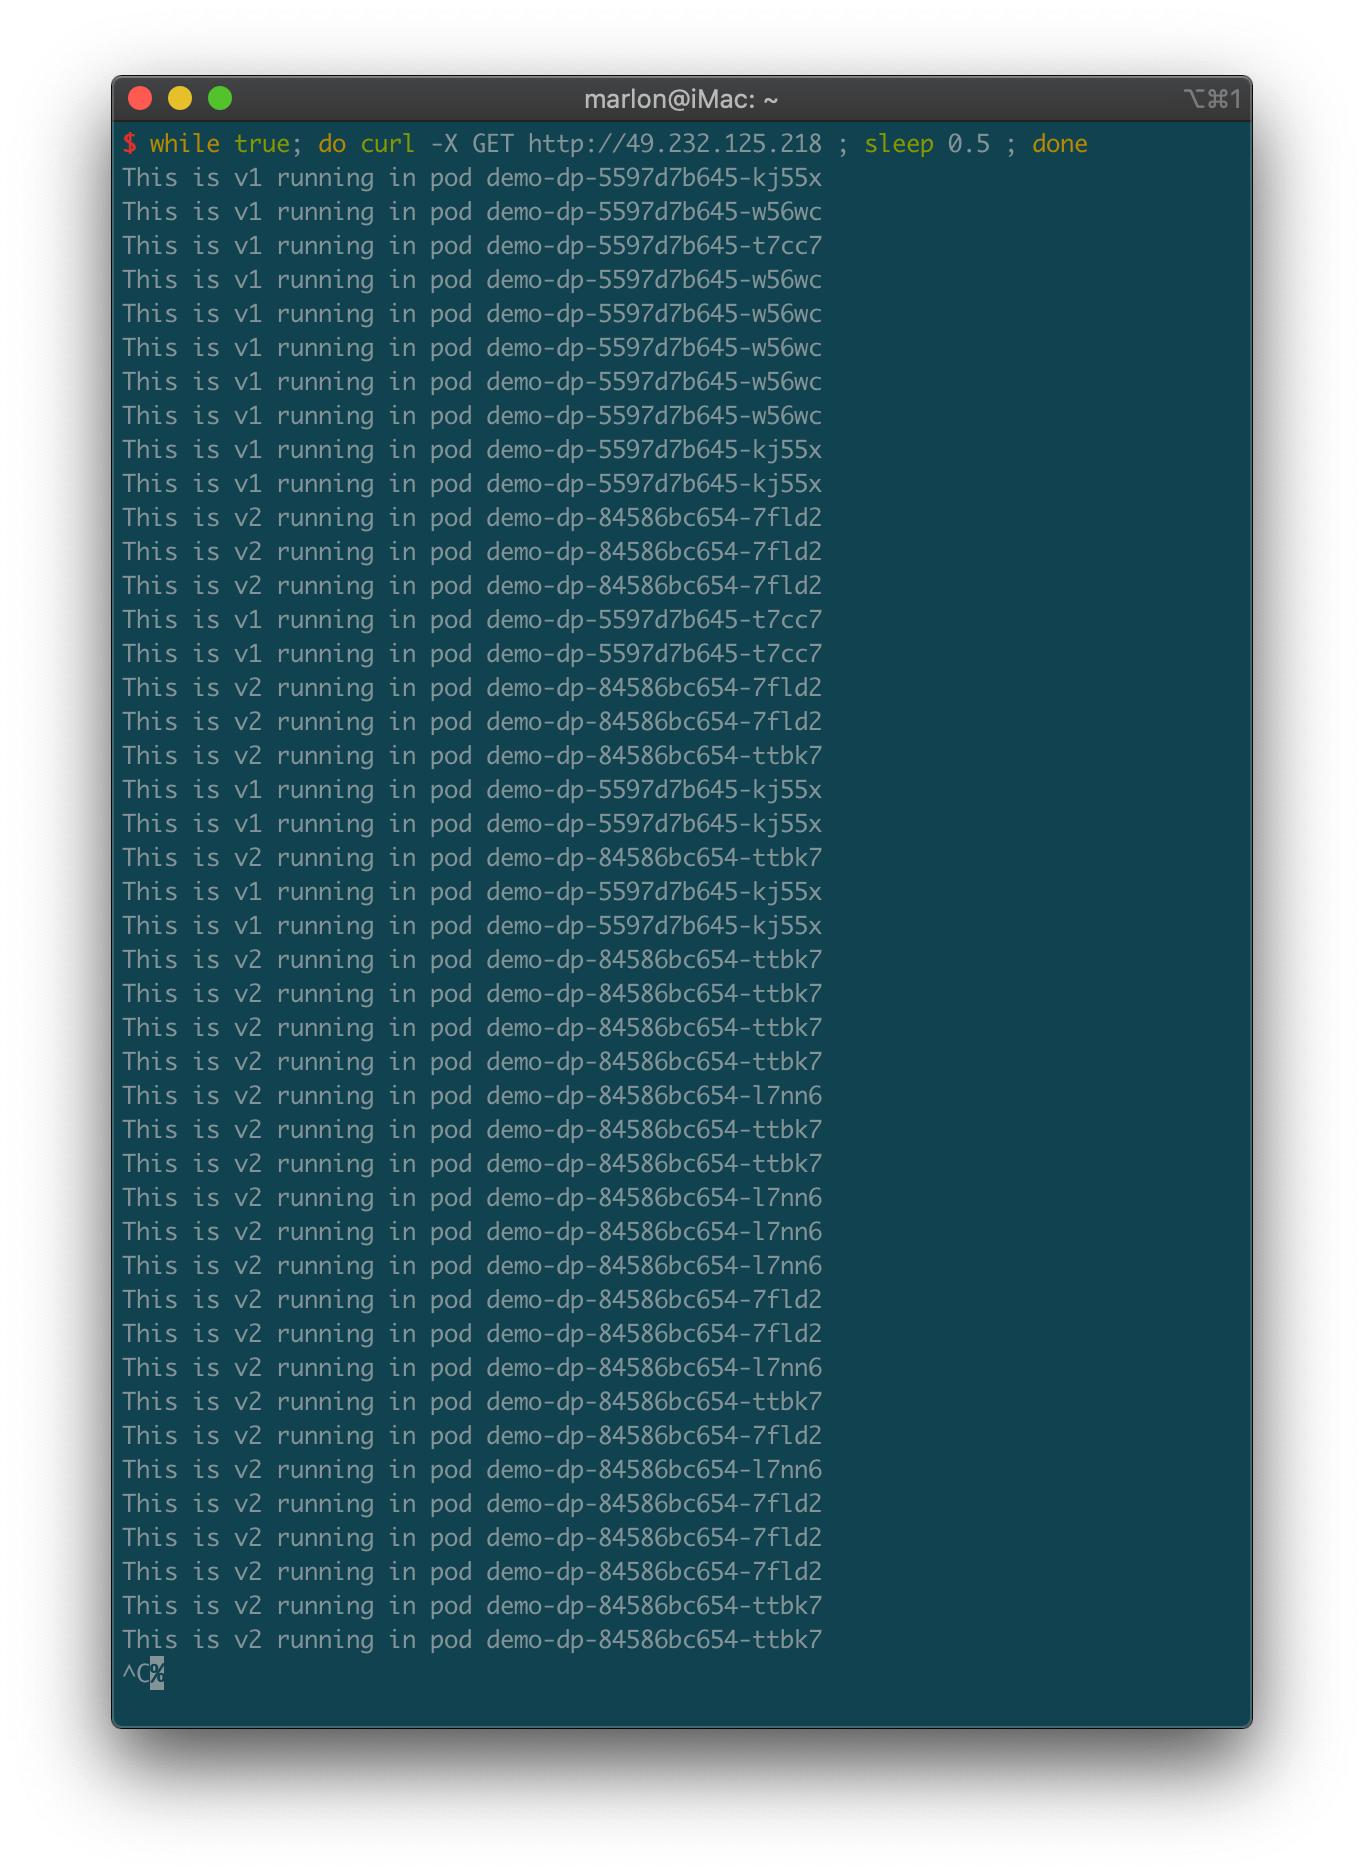 marlon@iMac: ~ ⌥⌘1
$ while true; do curl -X GET http://49.232.125.218 ; sleep 0.5 ; done
This is v1 running in pod demo-dp-5597d7b645-kj55x
This is v1 running in pod demo-dp-5597d7b645-w56wc
This is v1 running in pod demo-dp-5597d7b645-t7cc7
This is v1 running in pod demo-dp-5597d7b645-w56wc
This is v1 running in pod demo-dp-5597d7b645-w56wc
This is v1 running in pod demo-dp-5597d7b645-w56wc
This is v1 running in pod demo-dp-5597d7b645-w56wc
This is v1 running in pod demo-dp-5597d7b645-w56wc
This is v1 running in pod demo-dp-5597d7b645-kj55x
This is v1 running in pod demo-dp-5597d7b645-kj55x
This is v2 running in pod demo-dp-84586bc654-7fld2
This is v2 running in pod demo-dp-84586bc654-7fld2
This is v2 running in pod demo-dp-84586bc654-7fld2
This is v1 running in pod demo-dp-5597d7b645-t7cc7
This is v1 running in pod demo-dp-5597d7b645-t7cc7
This is v2 running in pod demo-dp-84586bc654-7fld2
This is v2 running in pod demo-dp-84586bc654-7fld2
This is v2 running in pod demo-dp-84586bc654-ttbk7
This is v1 running in pod demo-dp-5597d7b645-kj55x
This is v1 running in pod demo-dp-5597d7b645-kj55x
This is v2 running in pod demo-dp-84586bc654-ttbk7
This is v1 running in pod demo-dp-5597d7b645-kj55x
This is v1 running in pod demo-dp-5597d7b645-kj55x
This is v2 running in pod demo-dp-84586bc654-ttbk7
This is v2 running in pod demo-dp-84586bc654-ttbk7
This is v2 running in pod demo-dp-84586bc654-ttbk7
This is v2 running in pod demo-dp-84586bc654-ttbk7
This is v2 running in pod demo-dp-84586bc654-l7nn6
This is v2 running in pod demo-dp-84586bc654-ttbk7
This is v2 running in pod demo-dp-84586bc654-ttbk7
This is v2 running in pod demo-dp-84586bc654-l7nn6
This is v2 running in pod demo-dp-84586bc654-l7nn6
This is v2 running in pod demo-dp-84586bc654-l7nn6
This is v2 running in pod demo-dp-84586bc654-7fld2
This is v2 running in pod demo-dp-84586bc654-7fld2
This is v2 running in pod demo-dp-84586bc654-l7nn6
This is v2 running in pod demo-dp-84586bc654-ttbk7
This is v2 running in pod demo-dp-84586bc654-7fld2
This is v2 running in pod demo-dp-84586bc654-l7nn6
This is v2 running in pod demo-dp-84586bc654-7fld2
This is v2 running in pod demo-dp-84586bc654-7fld2
This is v2 running in pod demo-dp-84586bc654-7fld2
This is v2 running in pod demo-dp-84586bc654-ttbk7
This is v2 running in pod demo-dp-84586bc654-ttbk7
^C%